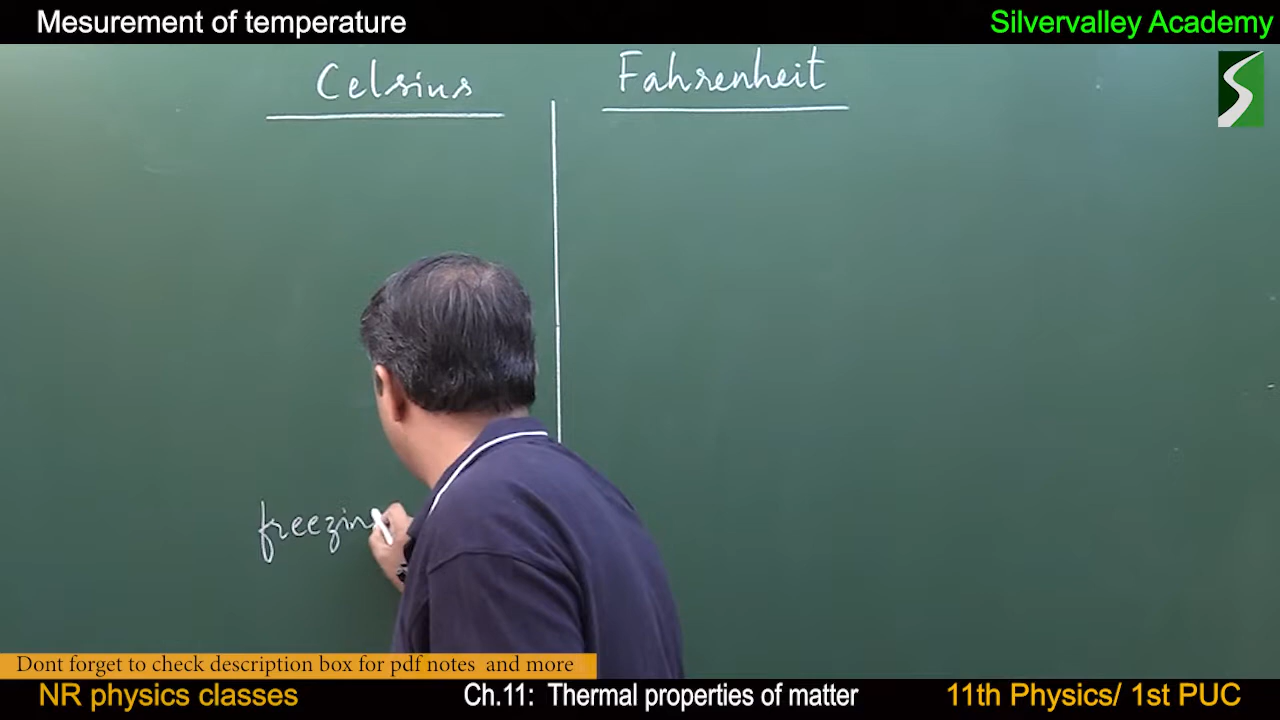 Mesurement of temperature
Silvervalley Academy
Celsius
Fahrenheit
freezin
Dont forget to check description box for pdf notes and more
NR physics classes
Ch.11: Thermal properties of matter
11th Physics/ 1st PUC